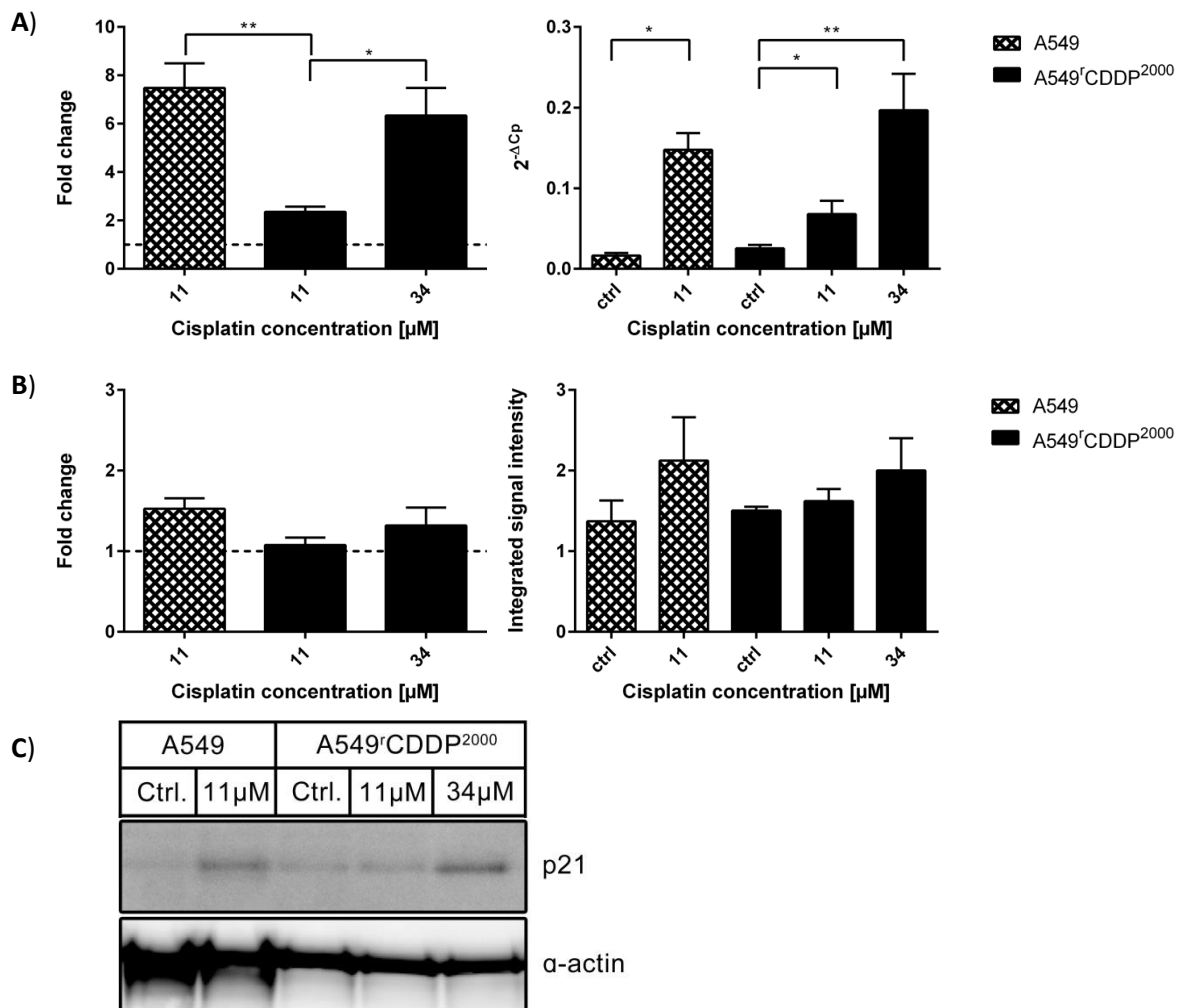 A)
Fold change
10
8
6
4
2
0
**
*
11
11
34
Cisplatin concentration [µM]
2^-ΔCp
0.3
0.2
0.1
0.0
*
**
*
ctrl
11
ctrl
11
34
Cisplatin concentration [µM]
A549
A549^rCDDP^2000
B)
Fold change
3
2
1
0
11
11
34
Cisplatin concentration [µM]
Integrated signal intensity
3
2
1
0
ctrl
11
ctrl
11
34
Cisplatin concentration [µM]
A549
A549^rCDDP^2000
C)
A549 A549^rCDDP^2000
Ctrl. 11µM Ctrl. 11µM 34µM
p21
α-actin